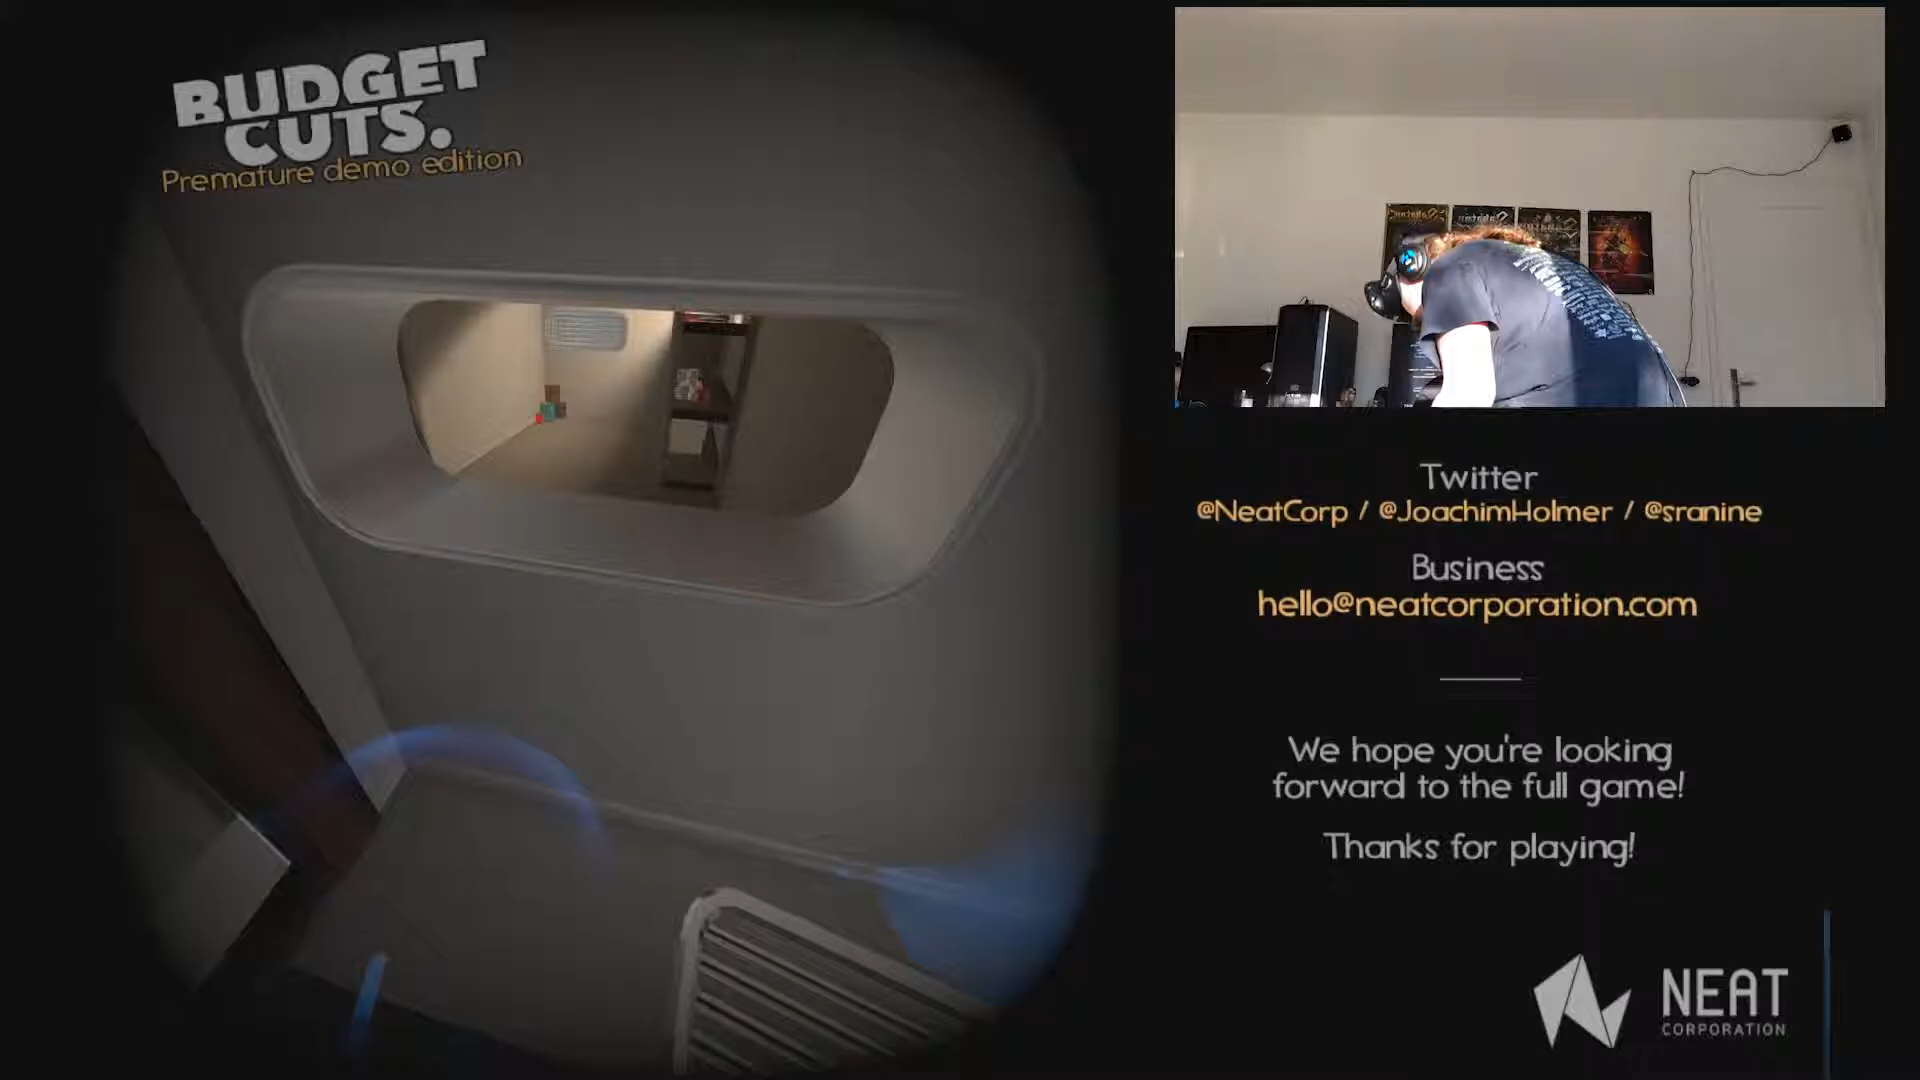 BUDGET
CUTS.
Premature demo edition
Twitter
@NeatCorp / @JoachimHolmer / @sranine
Business
hello@neatcorporation.com
We hope you're looking
forward to the full game!
Thanks for playing!
NEAT
CORPORATION